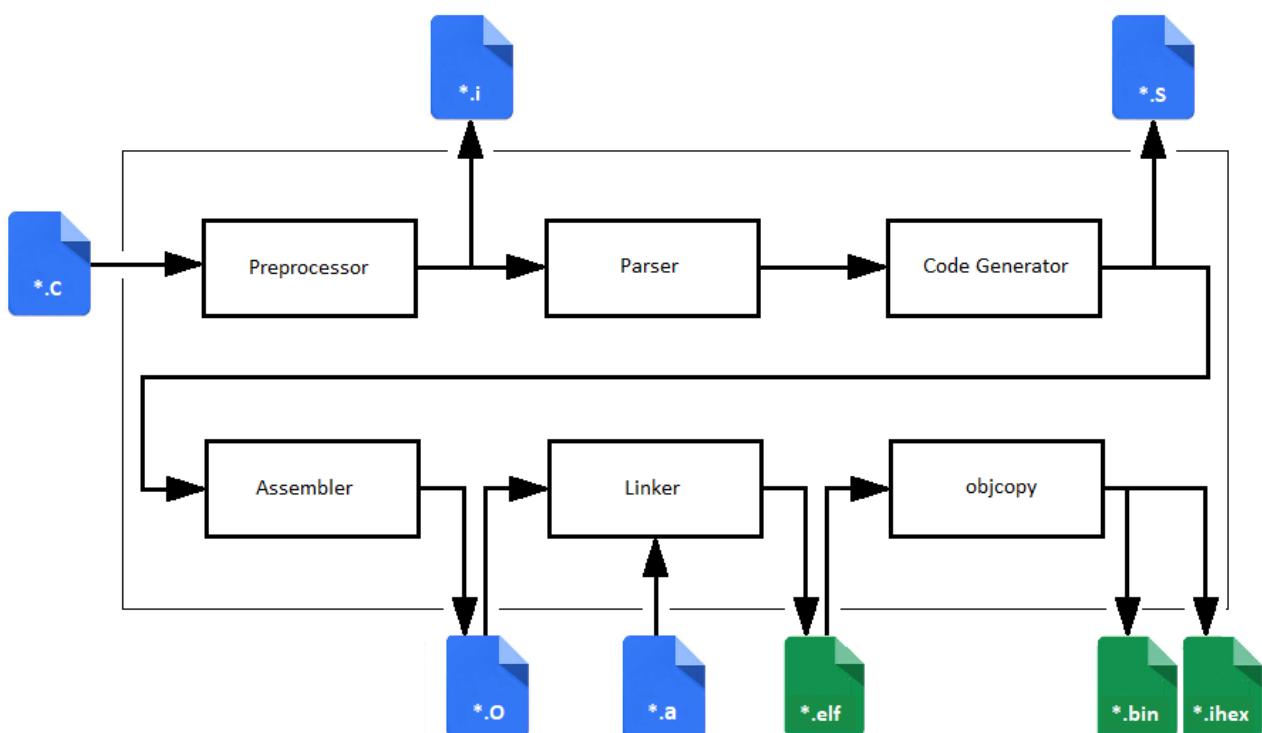 *.i
*.S
*.C
Preprocessor
Parser
Code Generator
Assembler
Linker
objcopy
*.O
*.a
*.elf
*.bin
*.ihex